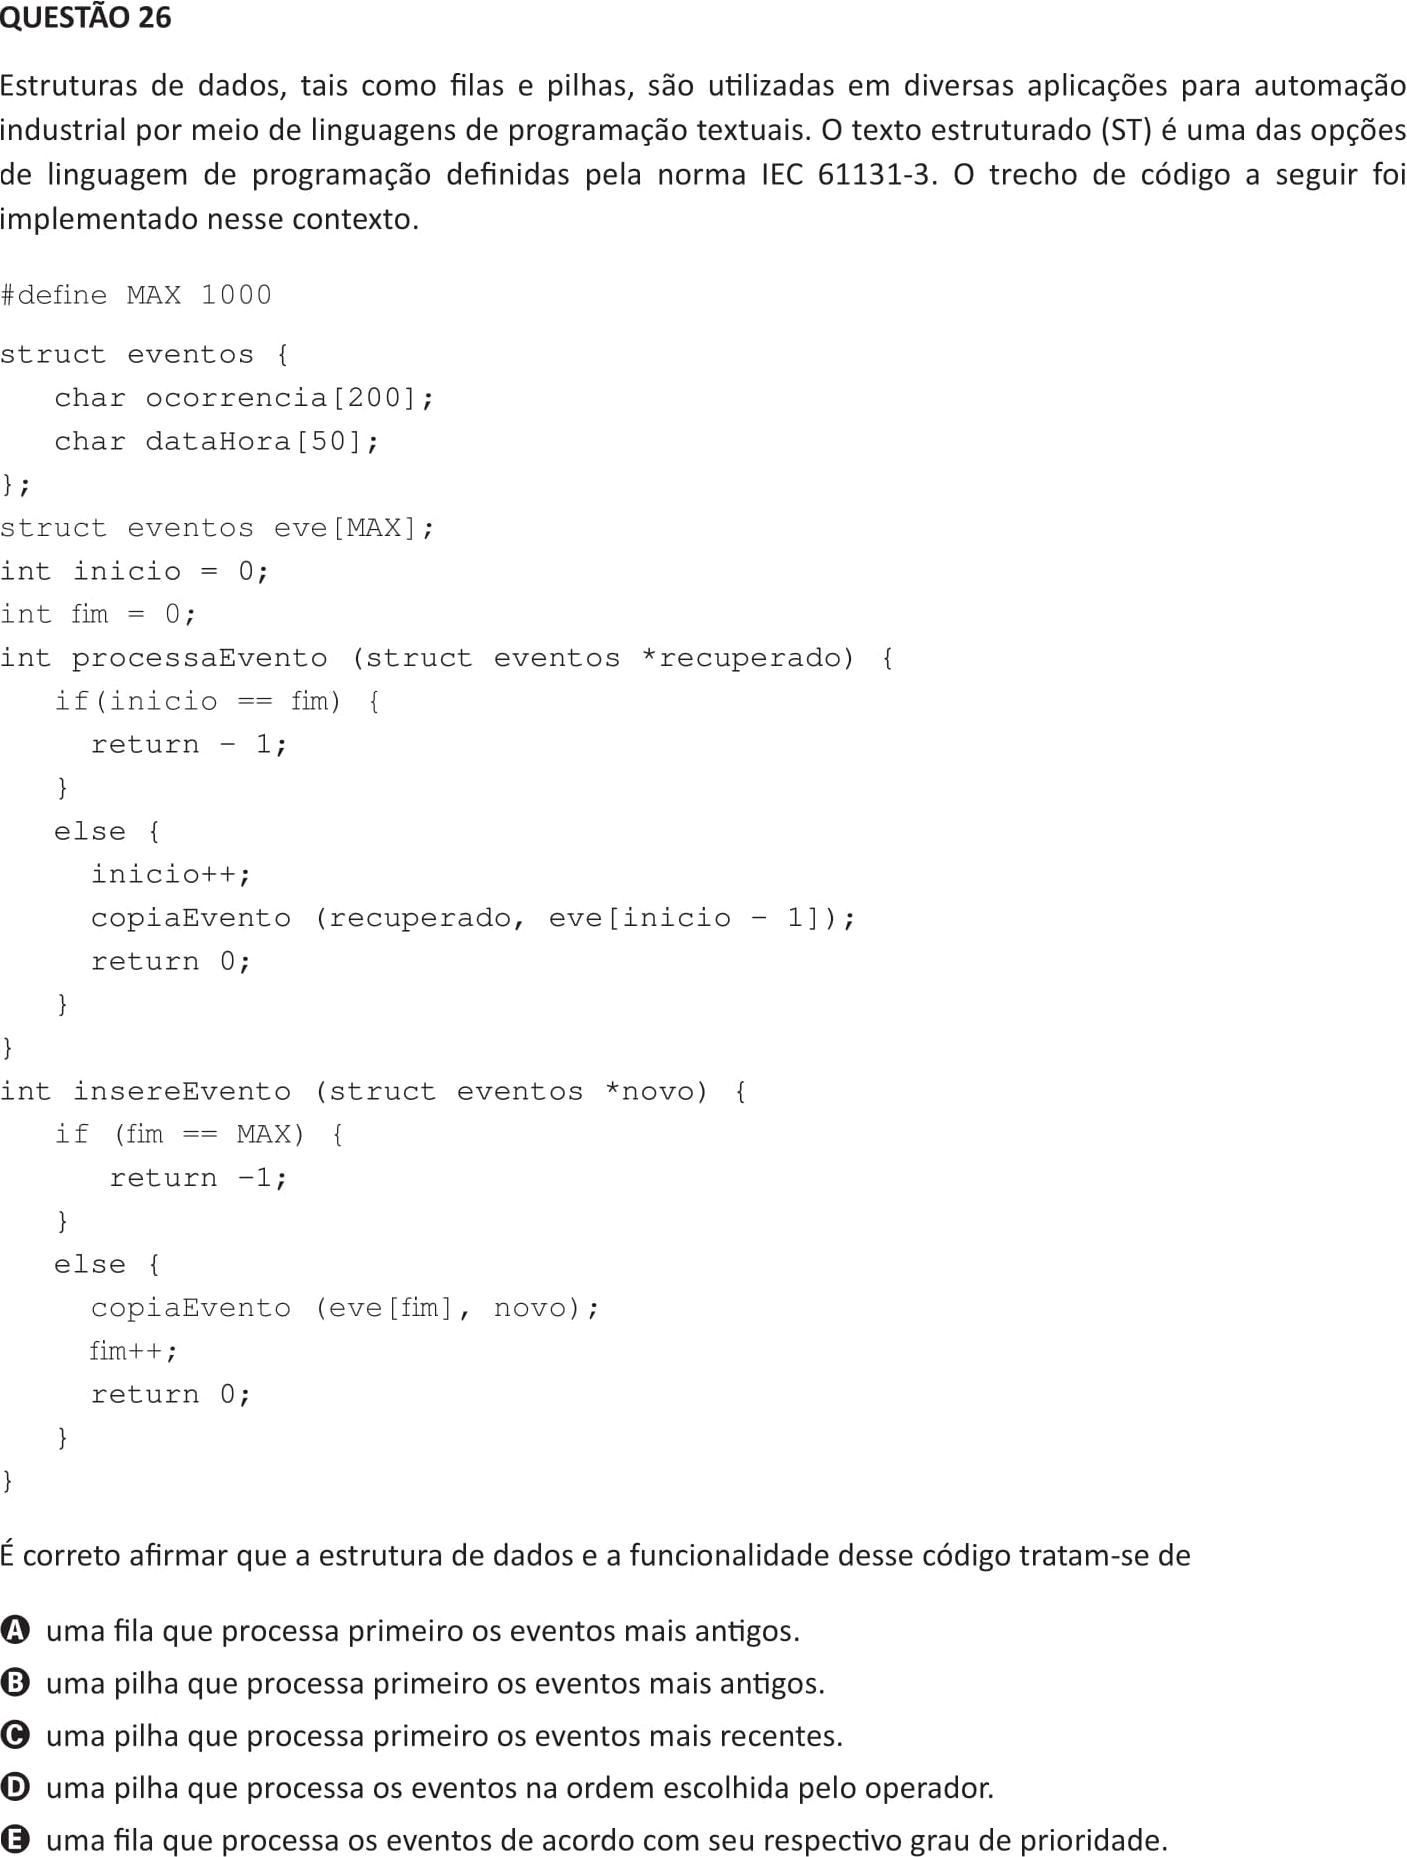 QUESTÃO 26
Estruturas de dados, tais como filas e pilhas, são utilizadas em diversas aplicações para automação
industrial por meio de linguagens de programação textuais. O texto estruturado (ST) é uma das opções
de linguagem de programação definidas pela norma IEC 61131-3. O trecho de código a seguir foi
implementado nesse contexto.
#define MAX 1000
struct eventos {
   char ocorrencia[200];
   char dataHora[50];
};
struct eventos eve[MAX];
int inicio = 0;
int fim = 0;
int processaEvento (struct eventos *recuperado) {
   if(inicio == fim) {
     return - 1;
   }
   else {
     inicio++;
     copiaEvento (recuperado, eve[inicio - 1]);
     return 0;
   }
}
int insereEvento (struct eventos *novo) {
   if (fim == MAX) {
      return -1;
   }
   else {
     copiaEvento (eve[fim], novo);
     fim++;
     return 0;
   }
}
É correto afirmar que a estrutura de dados e a funcionalidade desse código tratam-se de
A uma fila que processa primeiro os eventos mais antigos.
B uma pilha que processa primeiro os eventos mais antigos.
C uma pilha que processa primeiro os eventos mais recentes.
D uma pilha que processa os eventos na ordem escolhida pelo operador.
E uma fila que processa os eventos de acordo com seu respectivo grau de prioridade.